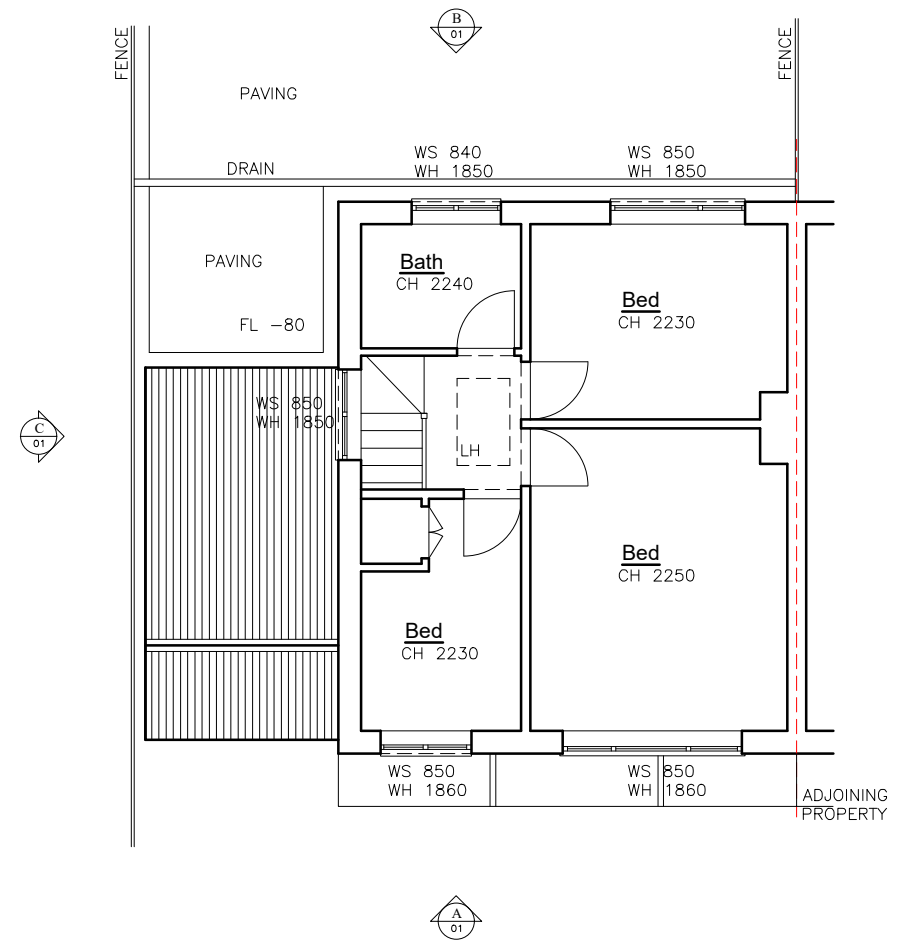 B
01
FENCE
FENCE
PAVING
WS 840
WH 1850
WS 850
WH 1850
DRAIN
PAVING
FL -80
Bath
CH 2240
Bed
CH 2230
WS 850
WH 1850
C
01
LH
Bed
CH 2250
Bed
CH 2230
WS 850
WH 1860
WS 850
WH 1860
ADJOINING
PROPERTY
A
01